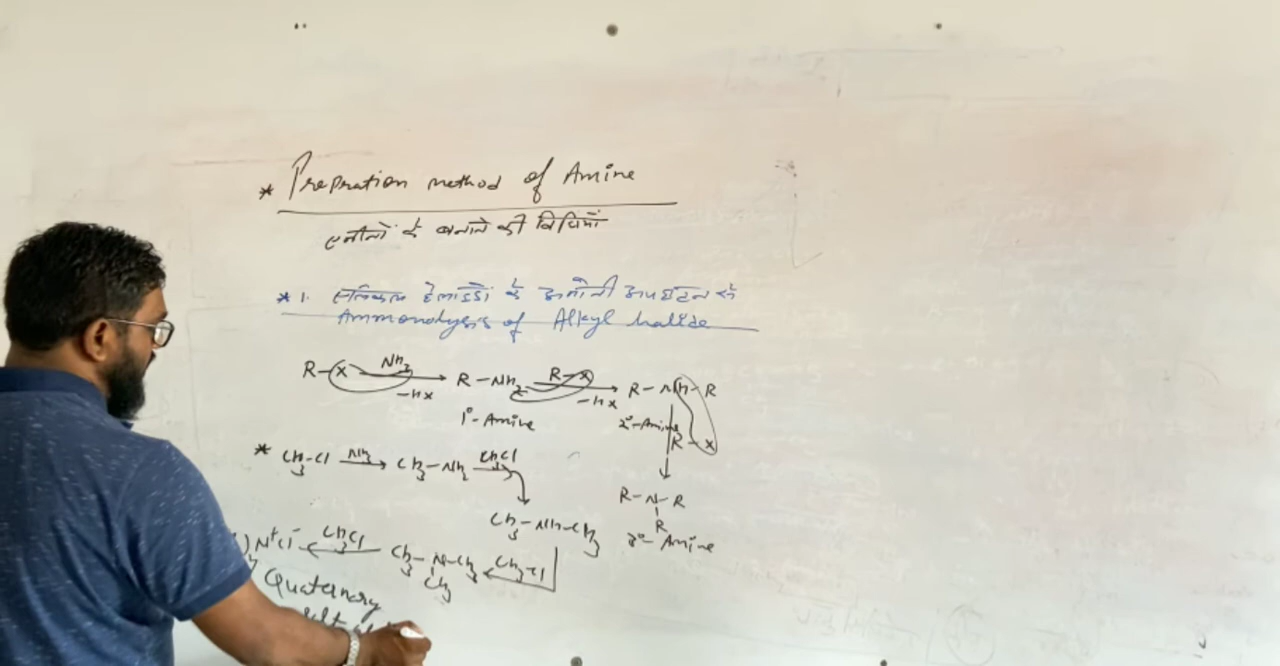 * Prepration method of Amine
एमीनों के बनाने की विधियाँ
* 1. एल्किल हैलाइडों के अमोनी अपघटन से
Ammonolysis of Alkyl halide
R-X NH3 -HX R-NH2 R-X -HX R-NH-R
1°-Amine 2°-Amine
R-X
* CH3-Cl NH3 CH3-NH2 CH3Cl
R-N-R
R
CH3-NH-CH3 3°-Amine
N+Cl- CH3Cl CH3-N-CH3 CH3-Cl
CH3
Quaternary